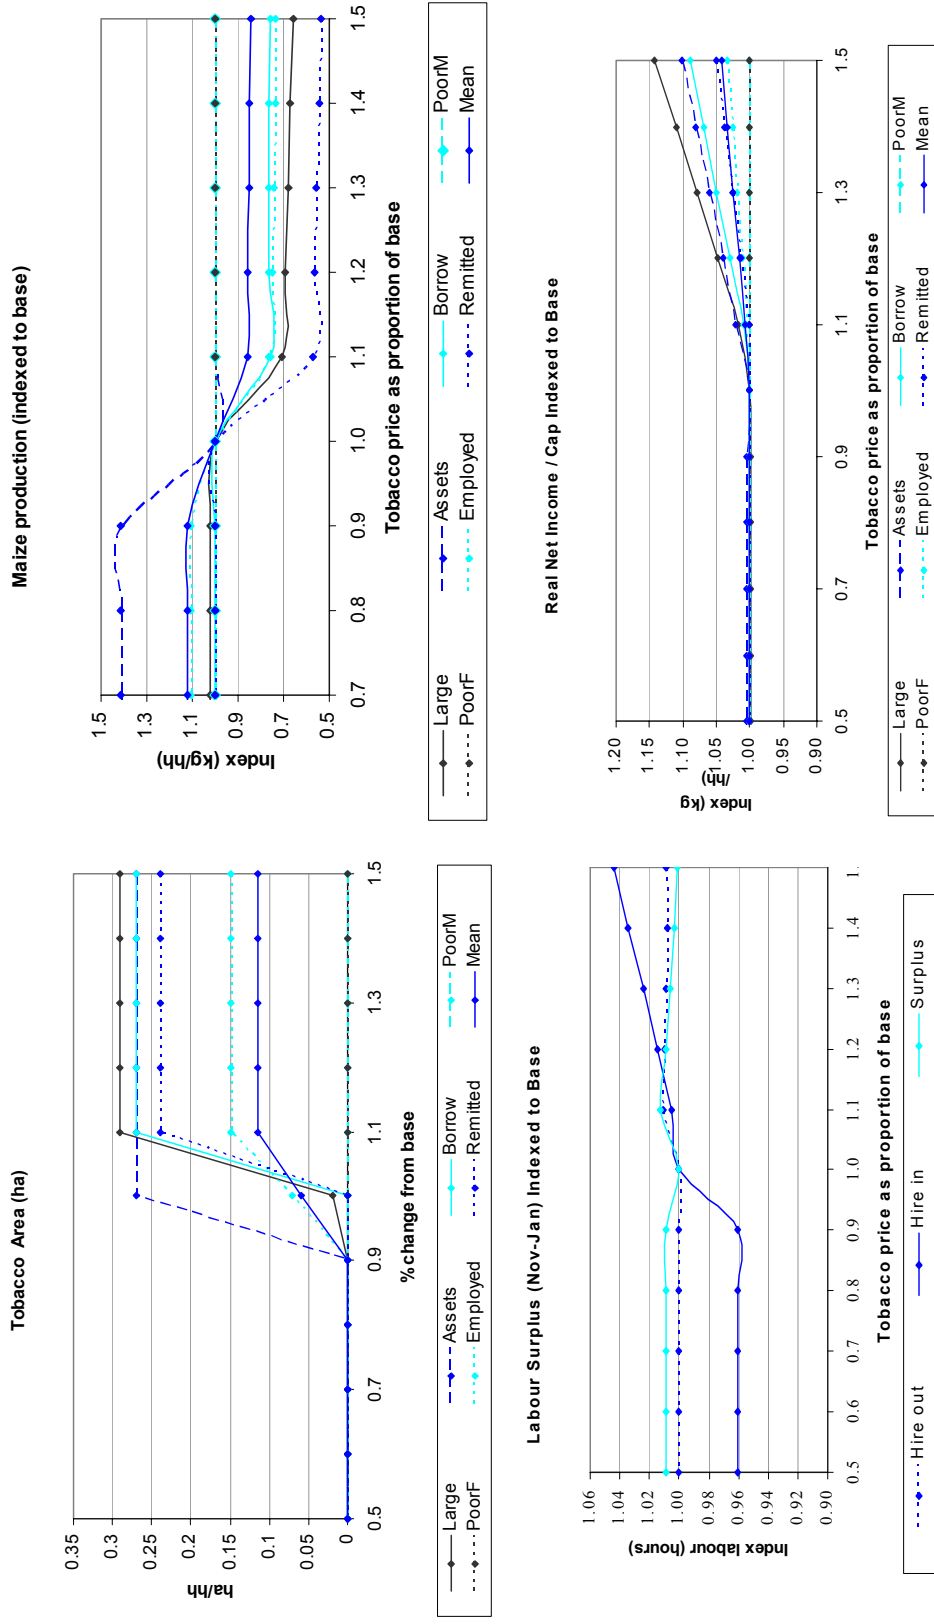 Tobacco Area (ha)
0.35
0.3
0.25
0.2
0.15
0.1
0.05
0
ha/hh
0.5 0.7 0.9 1.1 1.3 1.5
%change from base
Large Assets Borrow PoorM
PoorF Employed Remitted Mean
Maize production (indexed to base)
1.5
1.3
1.1
0.9
0.7
0.5
Index (kg/hh)
0.7 0.8 0.9 1.0 1.1 1.2 1.3 1.4 1.5
Tobacco price as proportion of base
Large Assets Borrow PoorM
PoorF Employed Remitted Mean
Labour Surplus (Nov-Jan) Indexed to Base
1.06
1.04
1.02
1.00
0.98
0.96
0.94
0.92
0.90
Index labour (hours)
0.5 0.6 0.7 0.8 0.9 1.0 1.1 1.2 1.3 1.4 1.
Tobacco price as proportion of base
Hire out Hire in Surplus
Real Net Income / Cap Indexed to Base
1.20
1.15
1.10
1.05
1.00
0.95
0.90
Index (kg
/hh)
0.5 0.7 0.9 1.1 1.3 1.5
Tobacco price as proportion of base
Large Assets Borrow PoorM
PoorF Employed Remitted Mean